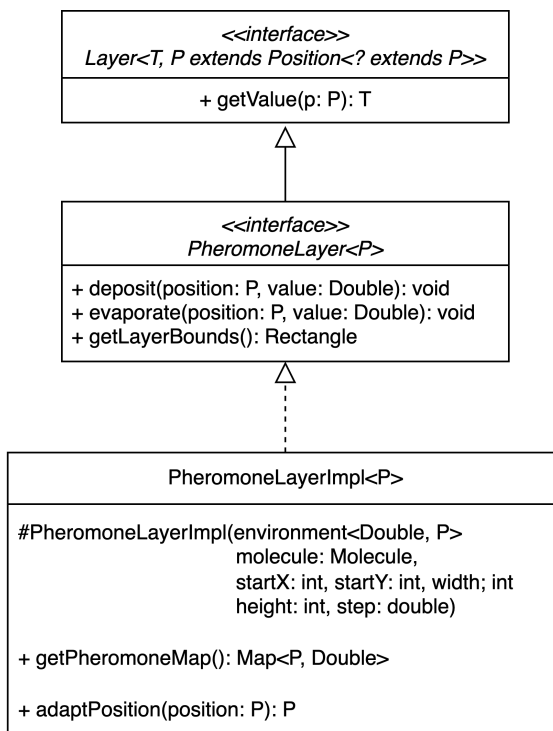 <<interface>>
Layer<T, P extends Position<? extends P>>
+ getValue(p: P): T
<<interface>>
PheromoneLayer<P>
+ deposit(position: P, value: Double): void
+ evaporate(position: P, value: Double): void
+ getLayerBounds(): Rectangle
PheromoneLayerImpl<P>
#PheromoneLayerImpl(environment<Double, P>
molecule: Molecule,
startX: int, startY: int, width; int
height: int, step: double)
+ getPheromoneMap(): Map<P, Double>
+ adaptPosition(position: P): P